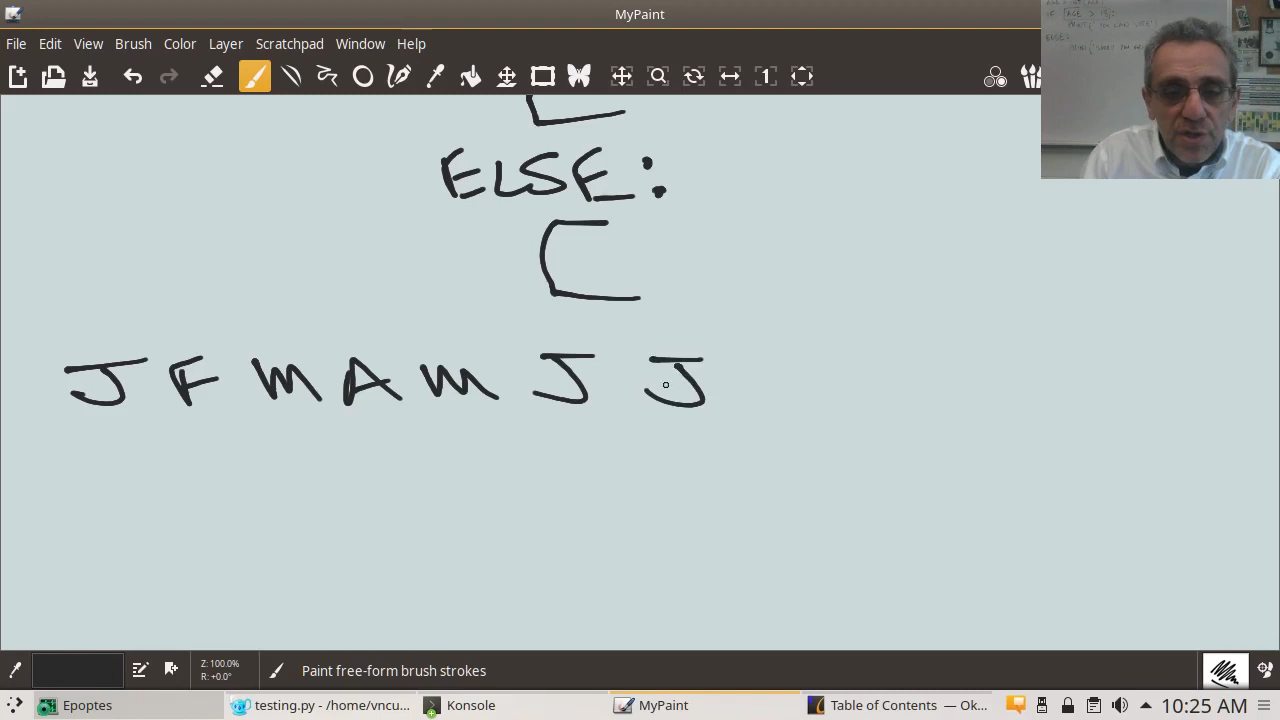 MyPaint
File Edit View Brush Color Layer Scratchpad Window Help
ELSE:
J F M A M J J
Z: 100.0%
R: +0.0°
Paint free-form brush strokes
Epoptes testing.py - /home/vncu... Konsole MyPaint Table of Contents — Ok... 10:25 AM